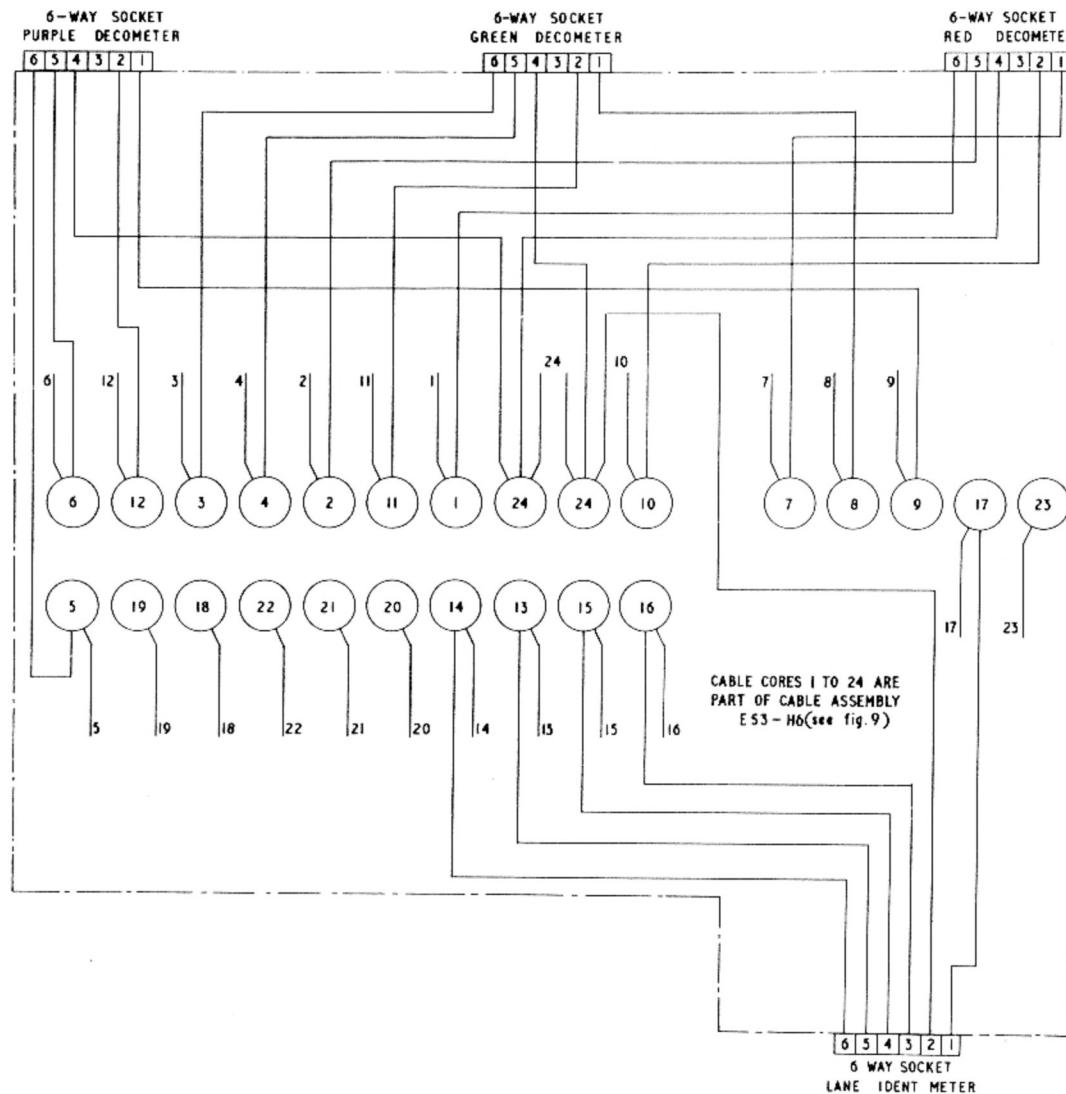 6-WAY SOCKET
PURPLE DECOMETER
6 5 4 3 2 1
6-WAY SOCKET
GREEN DECOMETER
6 5 4 3 2 1
6-WAY SOCKET
RED DECOMETE
6 5 4 3 2 1
24 10
6 12 3 4 2 11 1 7 8 9
6 12 3 4 2 11 1 24 24 10 7 8 9 17 23
5 19 18 22 21 20 14 13 15 16
17 23
CABLE CORES 1 TO 24 ARE
PART OF CABLE ASSEMBLY
E53-H6(see fig.9)
5 19 18 22 21 20 14 13 15 16
6 5 4 3 2 1
6 WAY SOCKET
LANE IDENT METER